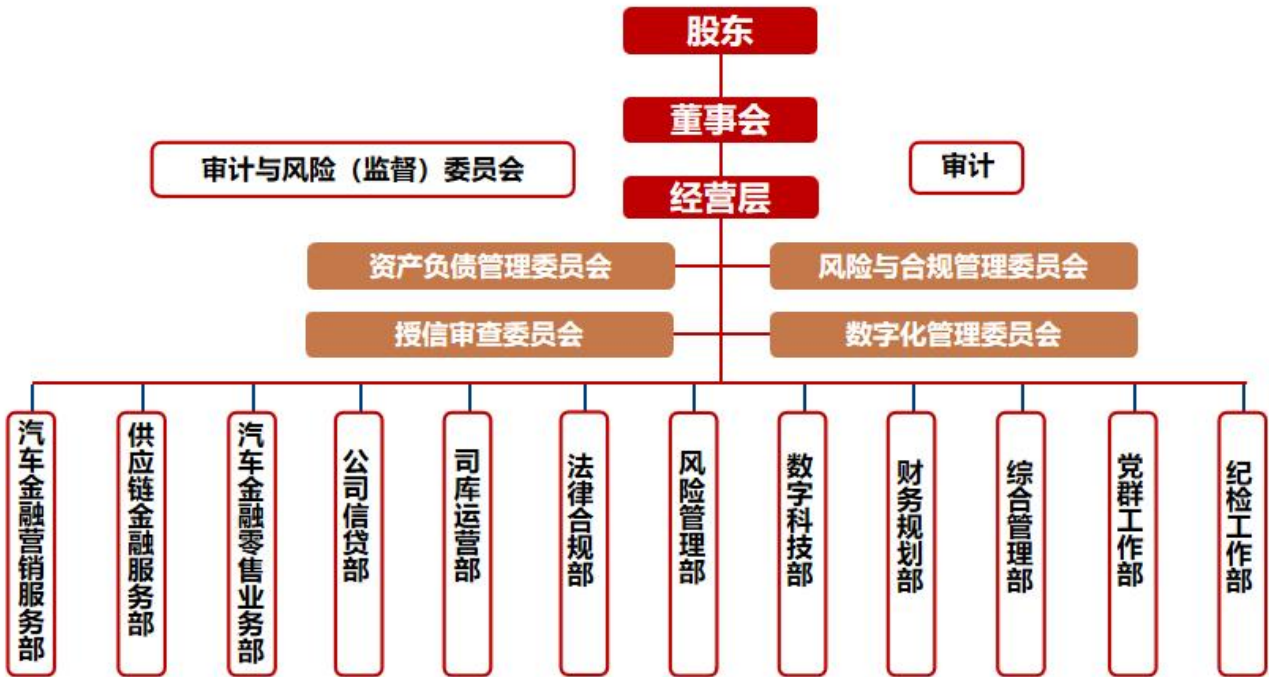 股东
董事会
审计与风险（监督）委员会
审计
经营层
资产负债管理委员会
风险与合规管理委员会
授信审查委员会
数字化管理委员会
汽车金融营销服务部
供应链金融服务部
汽车金融零售业务部
公司信贷部
司库运营部
法律合规部
风险管理部
数字科技部
财务规划部
综合管理部
党群工作部
纪检工作部